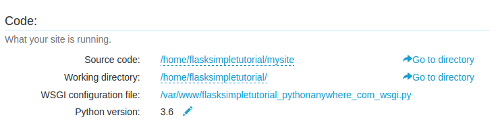 Code:
What your site is running.
Source code: /home/flasksimpletutorial/mysite Go to directory
Working directory: /home/flasksimpletutorial/ Go to directory
WSGI configuration file: /var/www/flasksimpletutorial_pythonanywhere_com_wsgi.py
Python version: 3.6